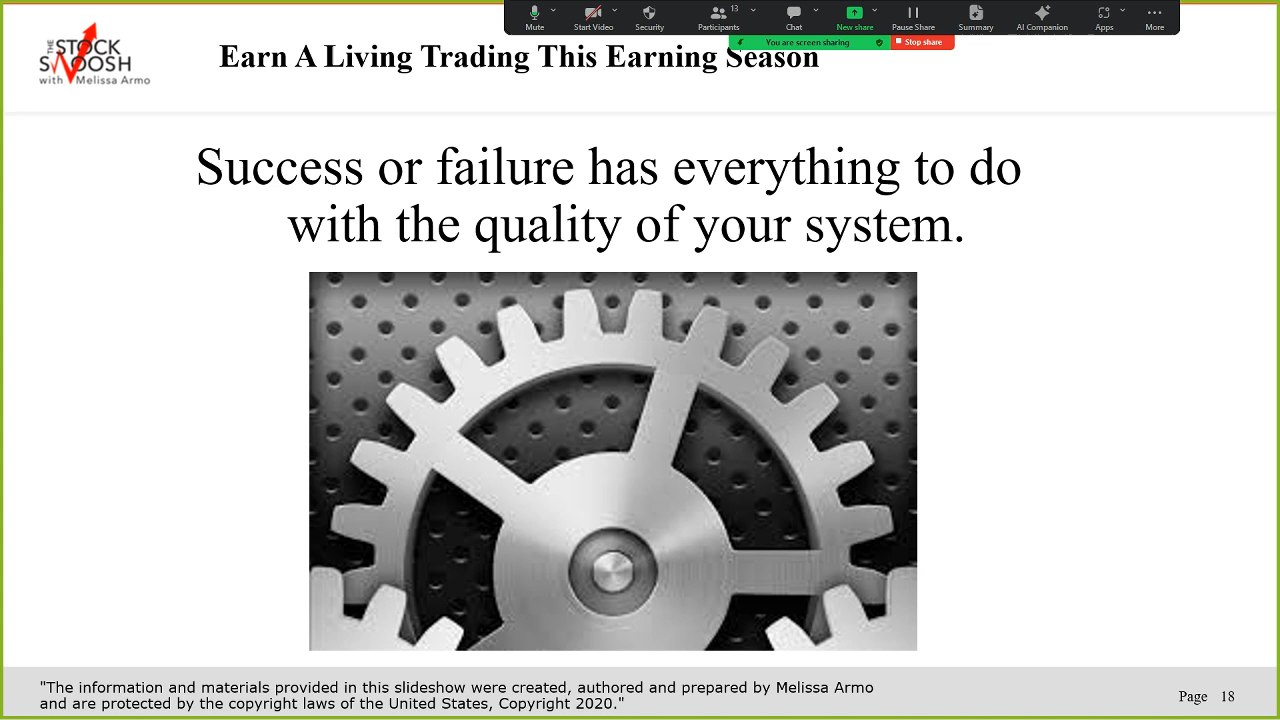 Mute
Start Video
Security
Participants
13
Chat
New share
Pause Share
Summary
AI Companion
Apps
More
You are screen sharing
Stop share
THE
STOCK
SWOOSH
with Melissa Armo
Earn A Living Trading This Earning Season
Success or failure has everything to do
with the quality of your system.
"The information and materials provided in this slideshow were created, authored and prepared by Melissa Armo
and are protected by the copyright laws of the United States, Copyright 2020."
Page 18